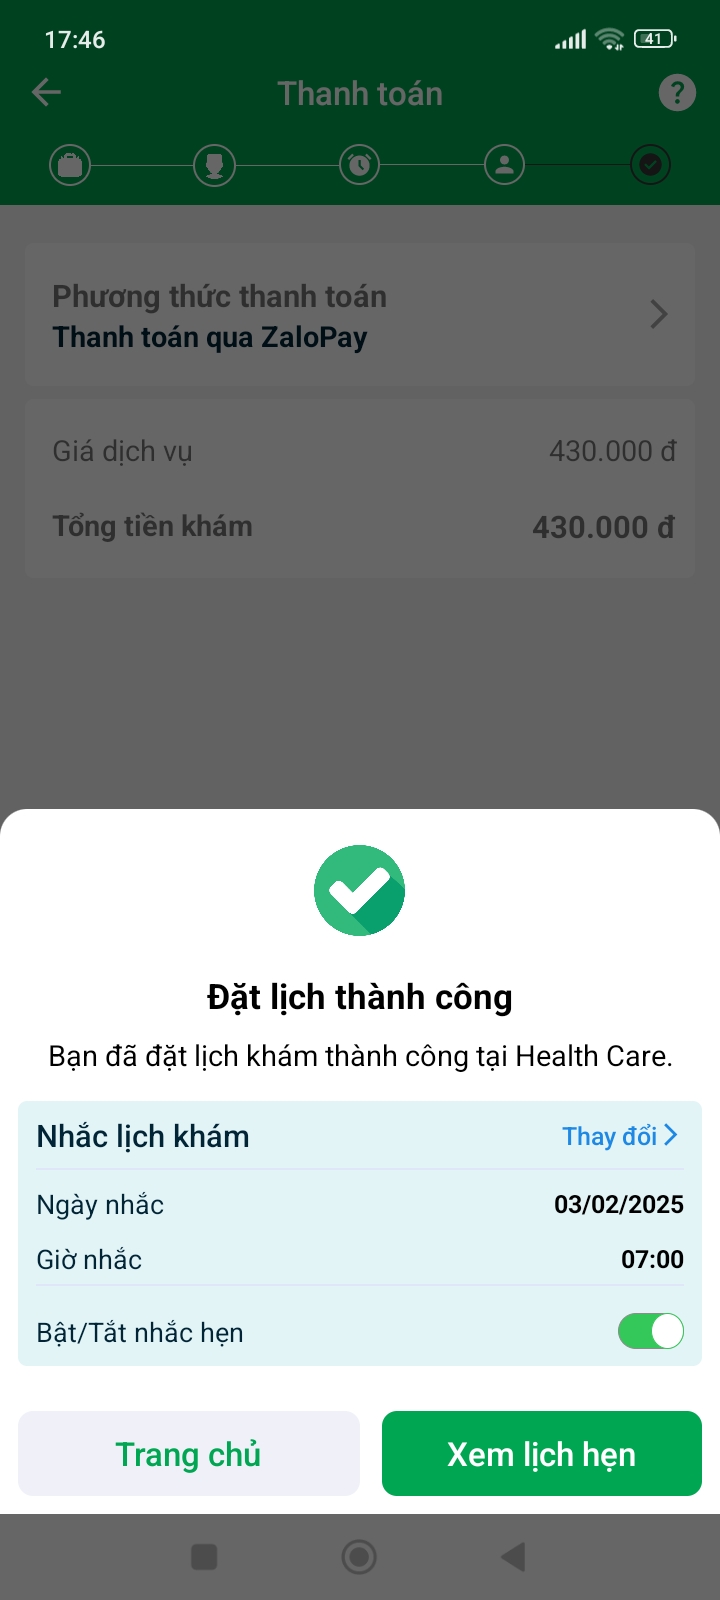 17:46
41
Thanh toán
?
Phương thức thanh toán
Thanh toán qua ZaloPay
Giá dịch vụ 430.000 đ
Tổng tiền khám 430.000 đ
Đặt lịch thành công
Bạn đã đặt lịch khám thành công tại Health Care.
Nhắc lịch khám Thay đổi
Ngày nhắc 03/02/2025
Giờ nhắc 07:00
Bật/Tắt nhắc hẹn
Trang chủ Xem lịch hẹn